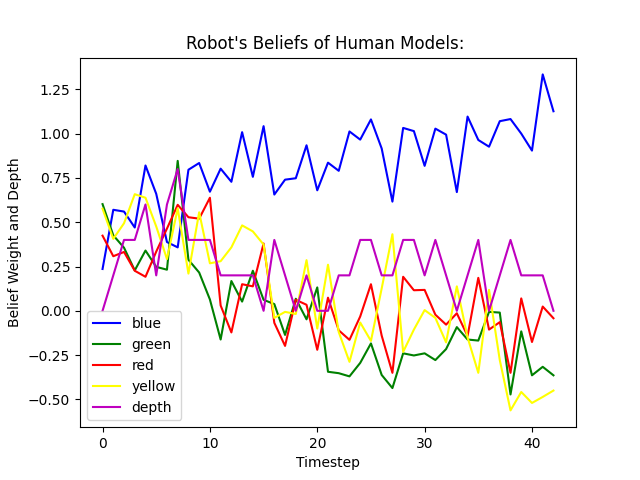 Robot's Beliefs of Human Models:
Belief Weight and Depth
1.25
1.00
0.75
0.50
0.25
0.00
−0.25
−0.50
blue
green
red
yellow
depth
0
10
20
30
40
Timestep